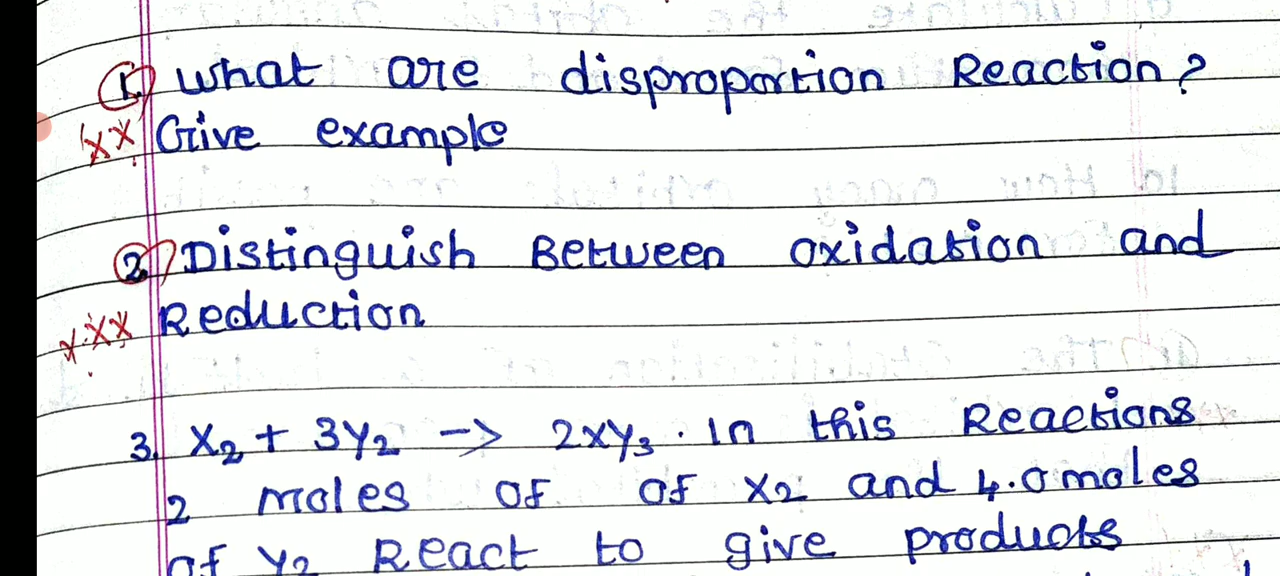 1. what are disproportion Reaction?
xx Give example
2. Distinguish Between oxidation and
xxx Reduction
3. X2 + 3Y2 -> 2XY3. In this Reactions
2 moles of of X2 and 4.0 moles
of Y2 React to give products